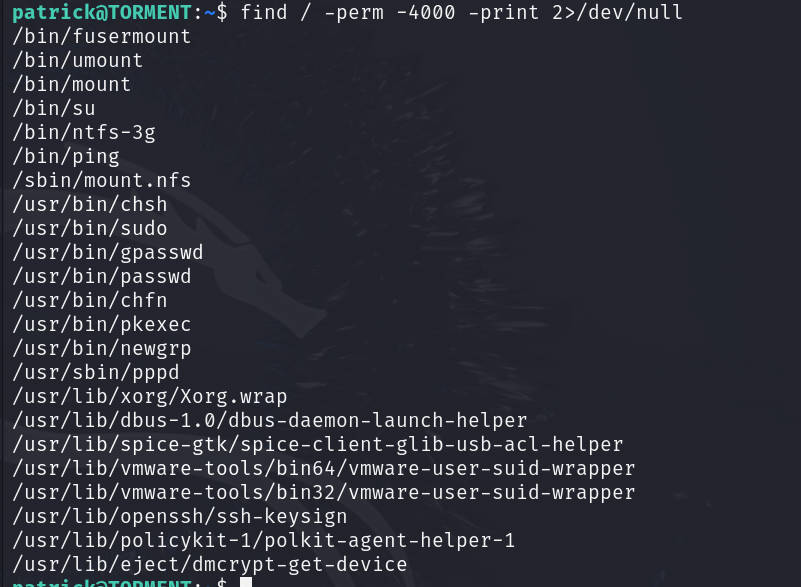 patrick@TORMENT:~$ find / -perm -4000 -print 2>/dev/null
/bin/fusermount
/bin/umount
/bin/mount
/bin/su
/bin/ntfs-3g
/bin/ping
/sbin/mount.nfs
/usr/bin/chsh
/usr/bin/sudo
/usr/bin/gpasswd
/usr/bin/passwd
/usr/bin/chfn
/usr/bin/pkexec
/usr/bin/newgrp
/usr/sbin/pppd
/usr/lib/xorg/Xorg.wrap
/usr/lib/dbus-1.0/dbus-daemon-launch-helper
/usr/lib/spice-gtk/spice-client-glib-usb-acl-helper
/usr/lib/vmware-tools/bin64/vmware-user-suid-wrapper
/usr/lib/vmware-tools/bin32/vmware-user-suid-wrapper
/usr/lib/openssh/ssh-keysign
/usr/lib/policykit-1/polkit-agent-helper-1
/usr/lib/eject/dmcrypt-get-device
patrick@TORMENT:~$